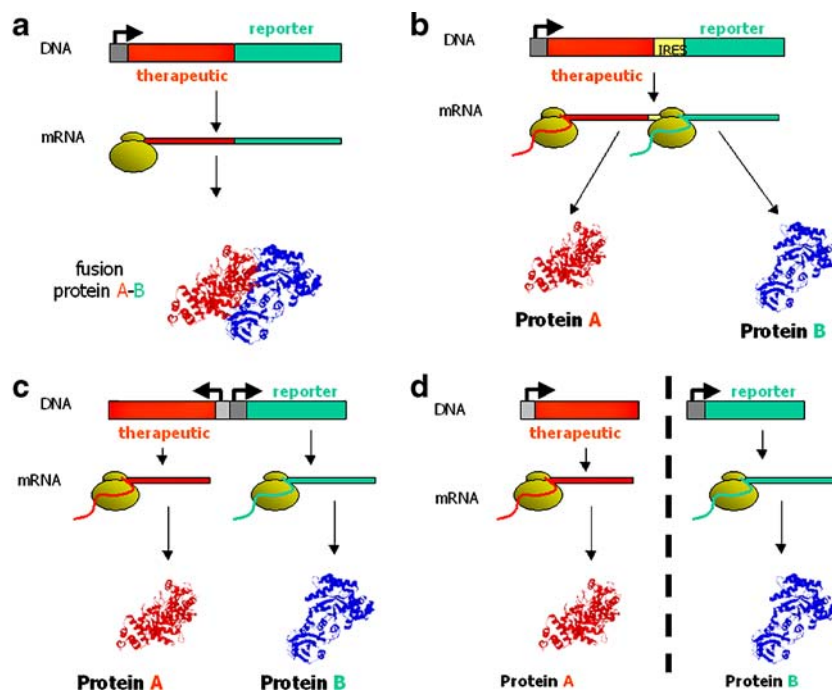 a
reporter
DNA
therapeutic
mRNA
fusion
protein A-B
b
reporter
DNA
IRES
therapeutic
mRNA
Protein A
Protein B
c
reporter
DNA
therapeutic
mRNA
Protein A
Protein B
d
reporter
DNA
therapeutic
mRNA
Protein A
Protein B